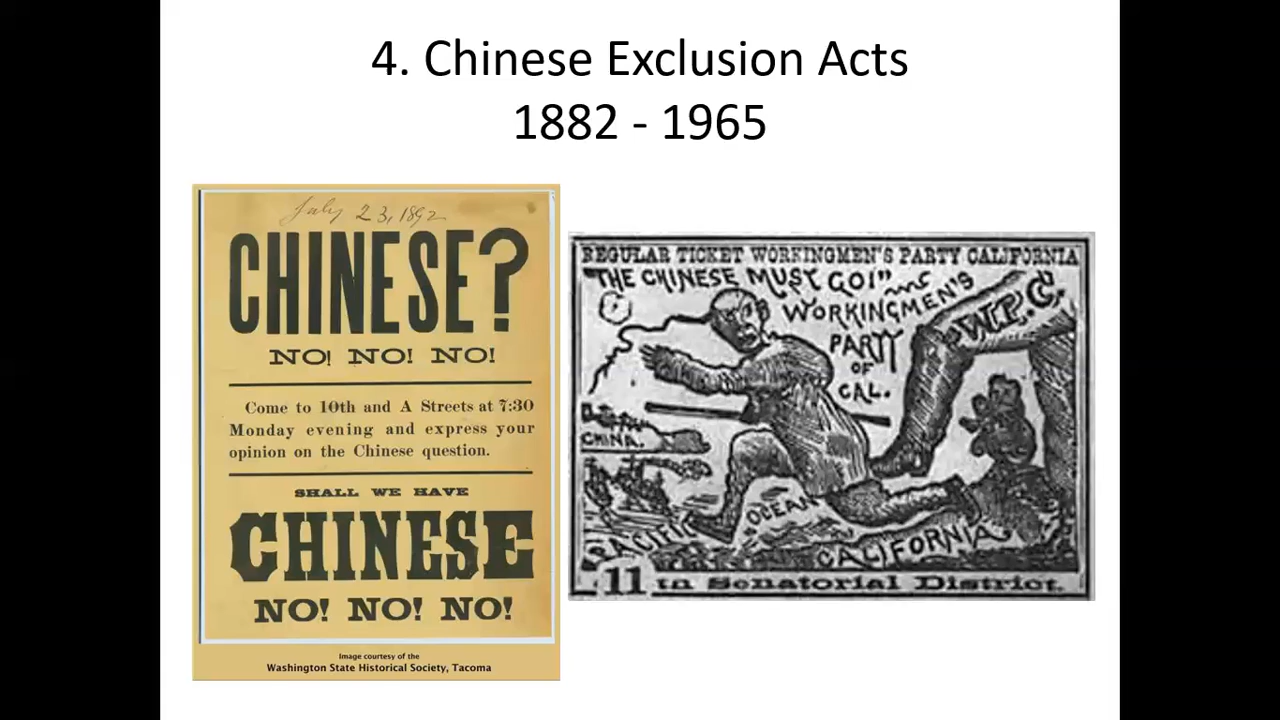 4. Chinese Exclusion Acts
1882 - 1965
July 23, 1892
CHINESE?
NO! NO! NO!
Come to 10th and A Streets at 7:30
Monday evening and express your
opinion on the Chinese question.
SHALL WE HAVE
CHINESE
NO! NO! NO!
Image courtesy of the
Washington State Historical Society, Tacoma
REGULAR TICKET WORKINGMEN'S PARTY CALIFORNIA
"THE CHINESE MUST GO!"
WORKINGMEN'S
PARTY
OF
CAL.
W.P.C.
CHINA.
PACIFIC
OCEAN
CALIFORNIA
11th Senatorial District.